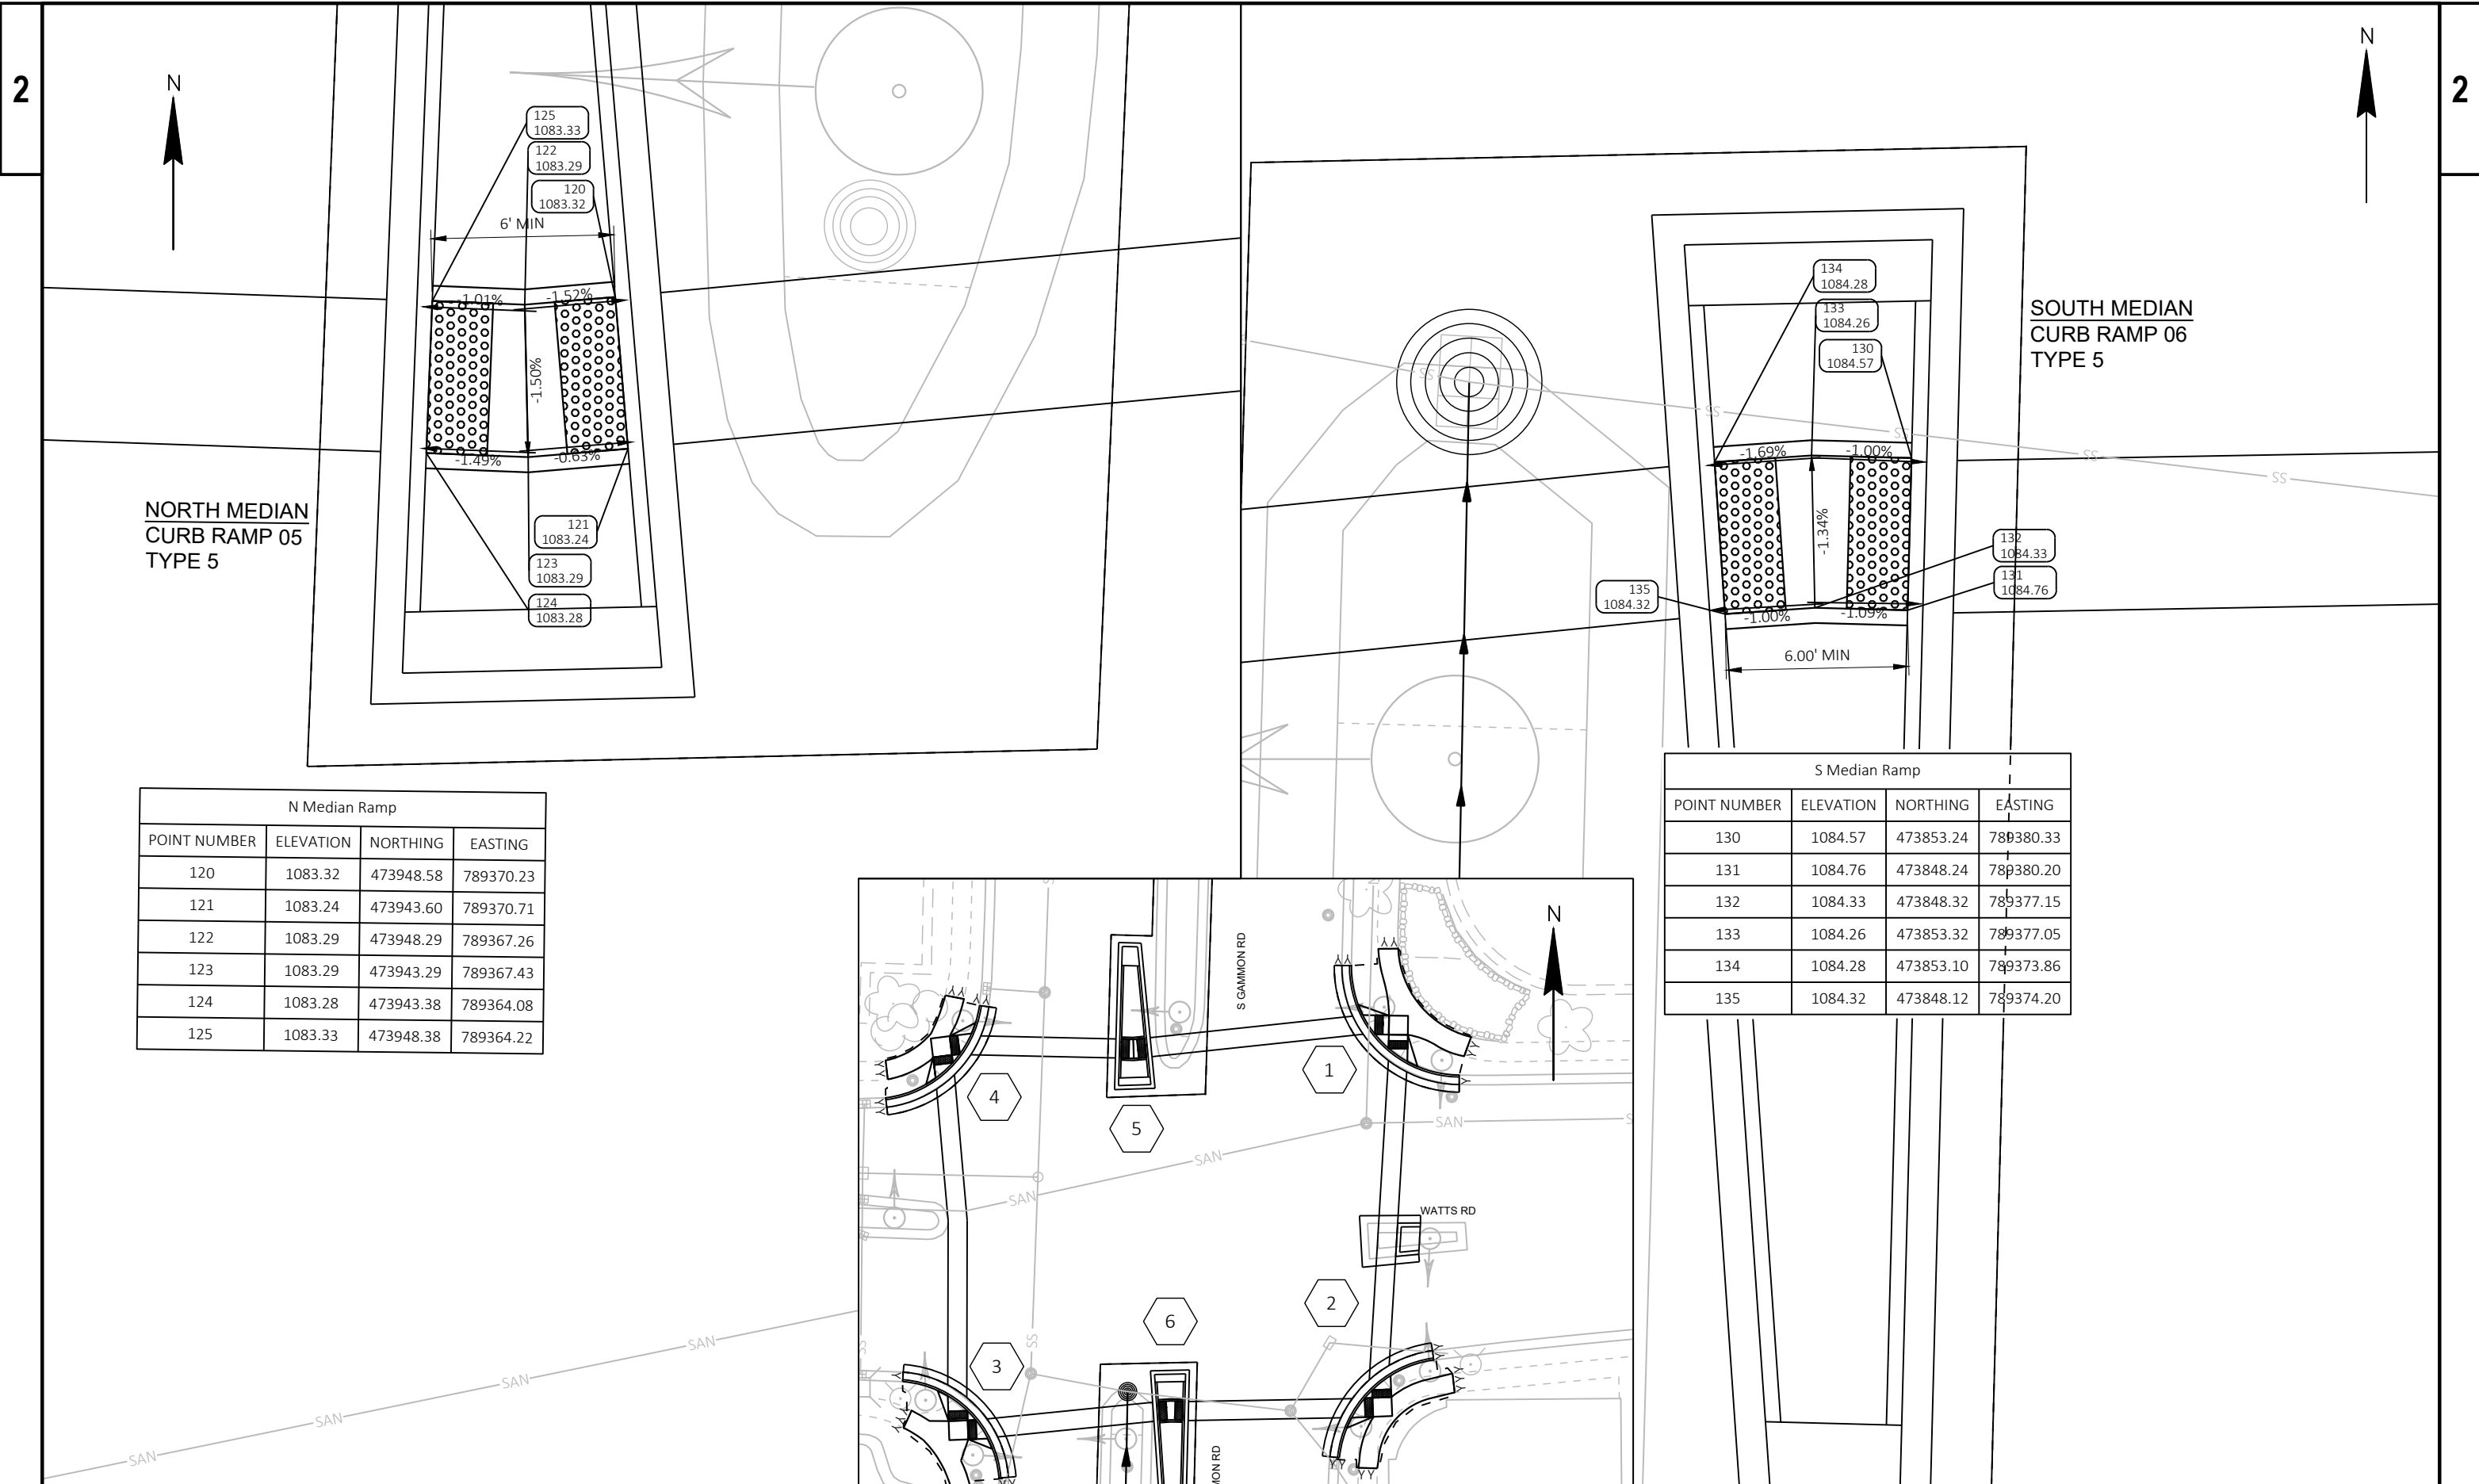 2
2
N
N
125
1083.33
122
1083.29
120
1083.32
6' MIN
-1.01%
-1.52%
-1.50%
-1.49%
-0.63%
121
1083.24
123
1083.29
124
1083.28
NORTH MEDIAN
CURB RAMP 05
TYPE 5
134
1084.28
133
1084.26
130
1084.57
SOUTH MEDIAN
CURB RAMP 06
TYPE 5
SS
SS
SS
SS
SS
-1.69%
-1.00%
-1.34%
132
1084.33
131
1084.76
135
1084.32
-1.00%
-1.09%
6.00' MIN
N Median Ramp
POINT NUMBER ELEVATION NORTHING EASTING
120 1083.32 473948.58 789370.23
121 1083.24 473943.60 789370.71
122 1083.29 473948.29 789367.26
123 1083.29 473943.29 789367.43
124 1083.28 473943.38 789364.08
125 1083.33 473948.38 789364.22
S Median Ramp
POINT NUMBER ELEVATION NORTHING EASTING
130 1084.57 473853.24 789380.33
131 1084.76 473848.24 789380.20
132 1084.33 473848.32 789377.15
133 1084.26 473853.32 789377.05
134 1084.28 473853.10 789373.86
135 1084.32 473848.12 789374.20
S GAMMON RD
N
4
5
1
SAN
SAN
SAN
WATTS RD
6
2
3
SS
SAN
SAN
SAN
SAN